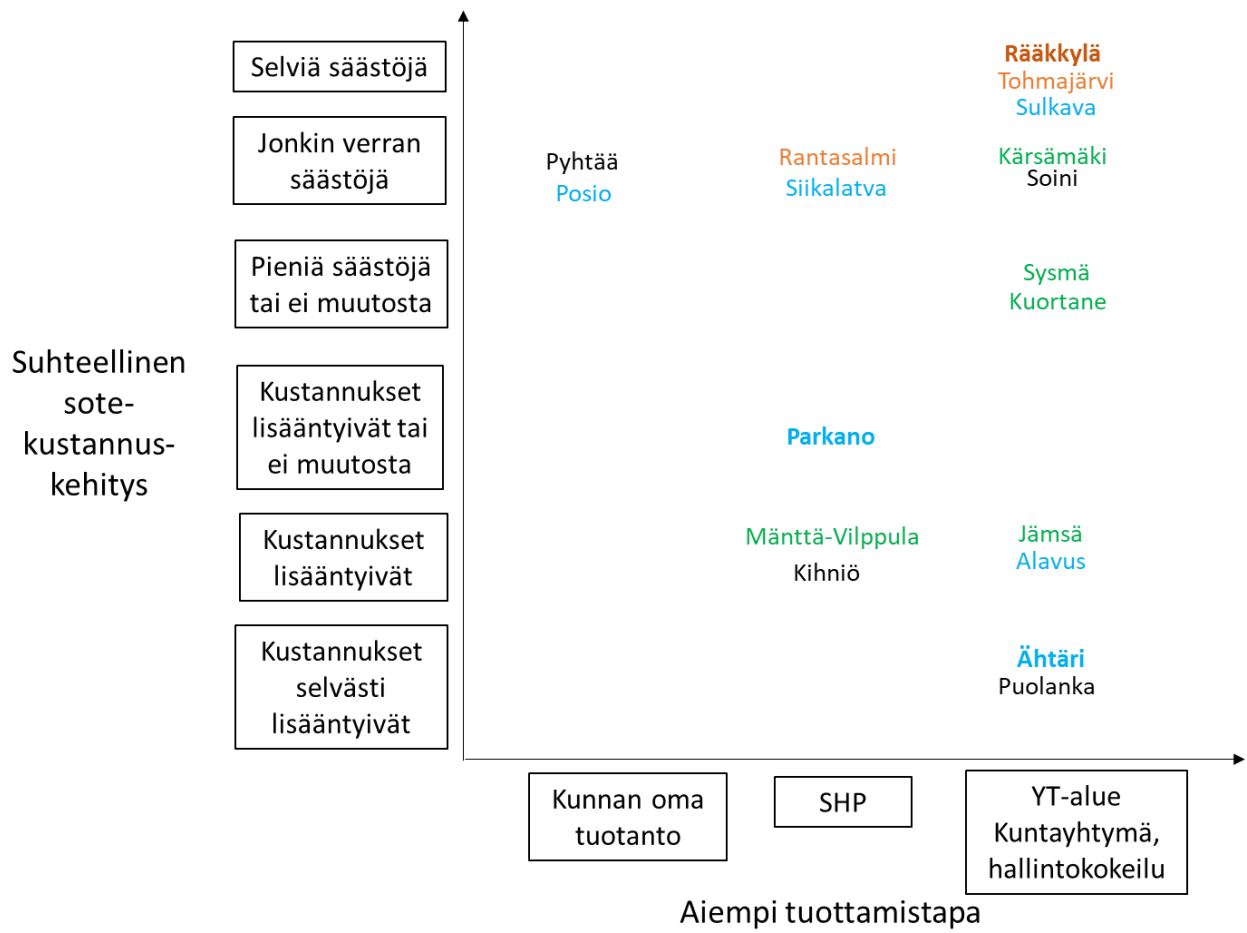 Suhteellinen
sote-
kustannus-
kehitys
Selviä säästöjä
Rääkkylä
Tohmajärvi
Sulkava
Jonkin verran
säästöjä
Pyhtää
Posio
Rantasalmi
Siikalatva
Kärsämäki
Soini
Pieniä säästöjä
tai ei muutosta
Sysmä
Kuortane
Kustannukset
lisääntyivät tai
ei muutosta
Parkano
Kustannukset
lisääntyivät
Mänttä-Vilppula
Kihniö
Jämsä
Alavus
Kustannukset
selvästi
lisääntyivät
Ähtäri
Puolanka
Kunnan oma
tuotanto
SHP
YT-alue
Kuntayhtymä,
hallintokokeilu
Aiempi tuottamistapa